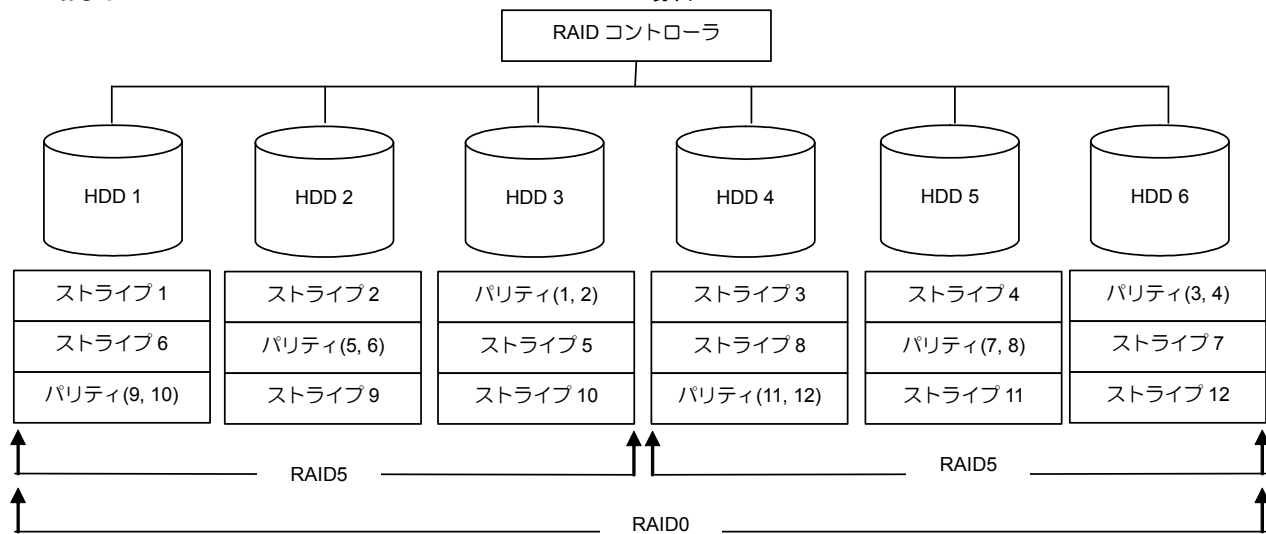 RAID コントローラ
HDD 1 HDD 2 HDD 3 HDD 4 HDD 5 HDD 6
ストライプ 1 ストライプ 2 パリティ(1, 2) ストライプ 3 ストライプ 4 パリティ(3, 4)
ストライプ 6 パリティ(5, 6) ストライプ 5 ストライプ 8 パリティ(7, 8) ストライプ 7
パリティ(9, 10) ストライプ 9 ストライプ 10 パリティ(11, 12) ストライプ 11 ストライプ 12
RAID5 RAID5
RAID0